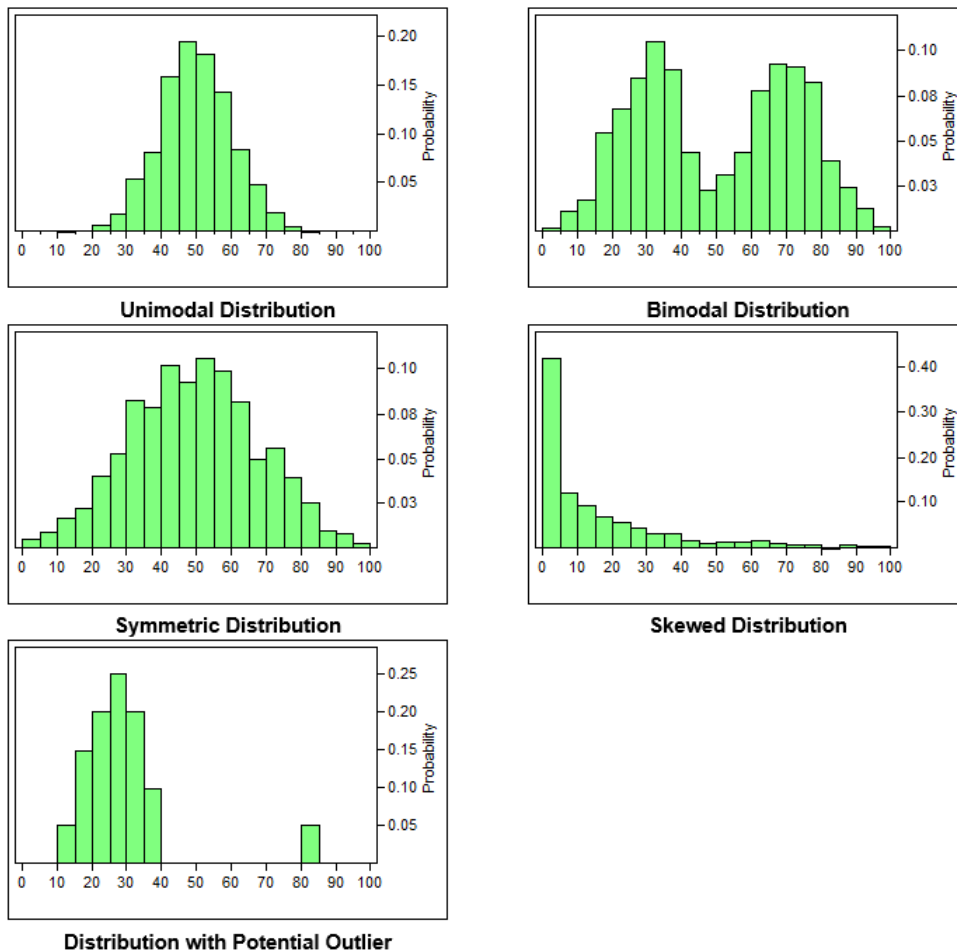 0.20
0.15
0.10
0.05
Probability
0 10 20 30 40 50 60 70 80 90 100
Unimodal Distribution
0.10
0.08
0.05
0.03
Probability
0 10 20 30 40 50 60 70 80 90 100
Bimodal Distribution
0.10
0.08
0.05
0.03
Probability
0 10 20 30 40 50 60 70 80 90 100
Symmetric Distribution
0.40
0.30
0.20
0.10
Probability
0 10 20 30 40 50 60 70 80 90 100
Skewed Distribution
0.25
0.20
0.15
0.10
0.05
Probability
0 10 20 30 40 50 60 70 80 90 100
Distribution with Potential Outlier